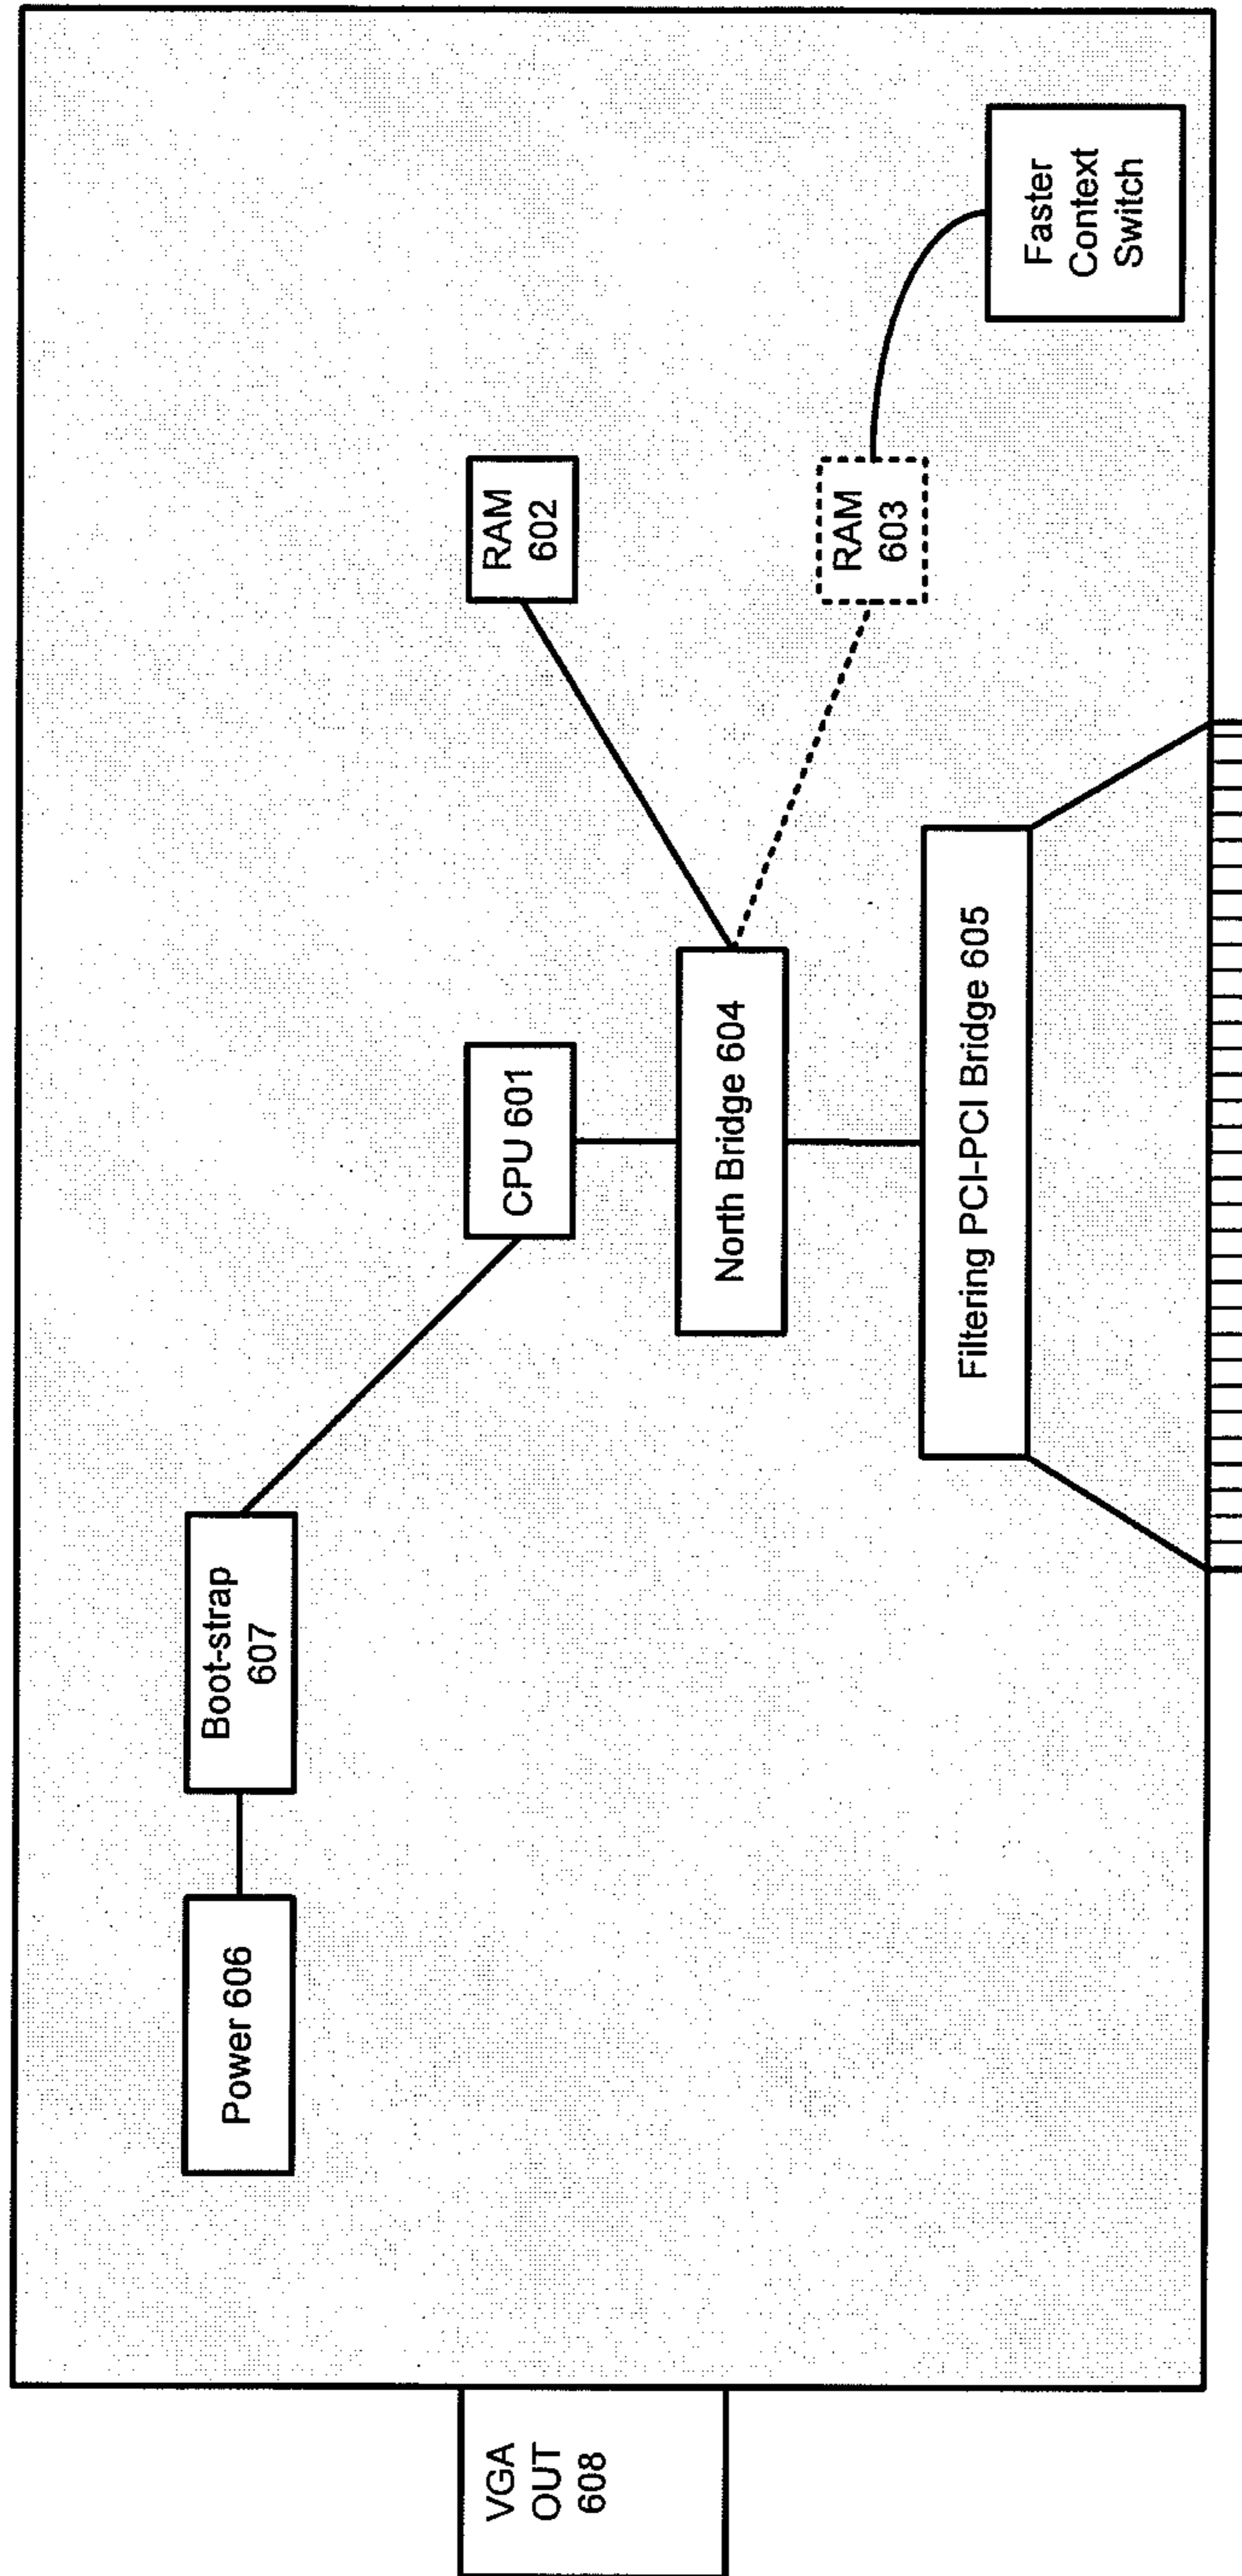 Power 606
Boot-strap
607
CPU 601
RAM
602
North Bridge 604
RAM
603
Filtering PCI-PCI Bridge 605
Faster
Context
Switch
VGA
OUT
608